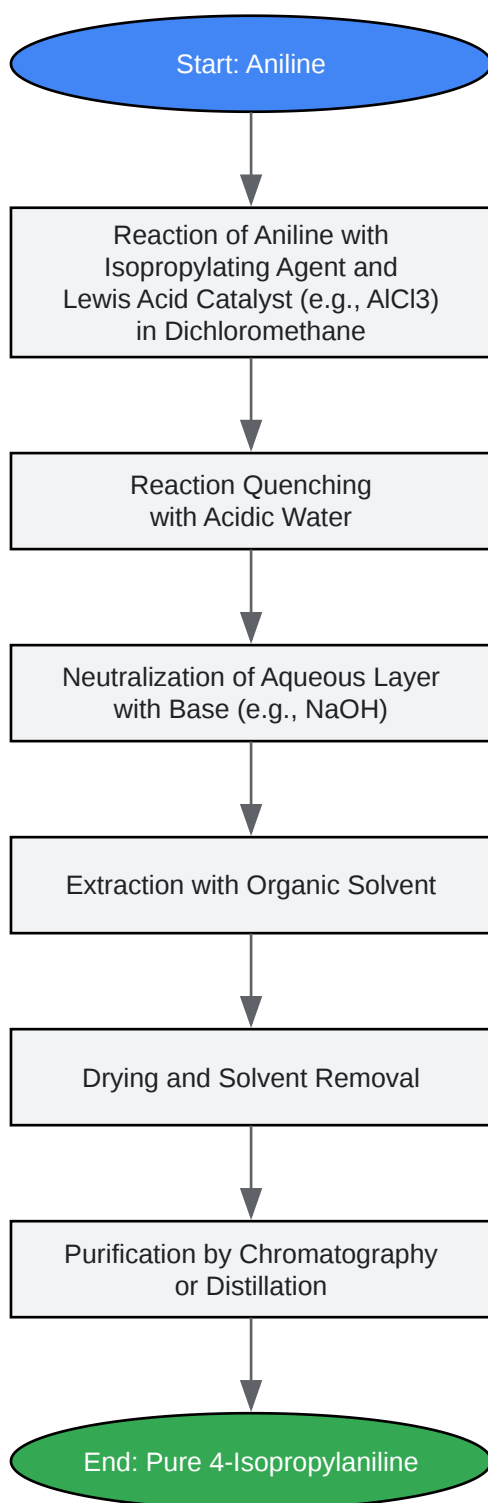 Start: Aniline
Reaction of Aniline with
Isopropylating Agent and
Lewis Acid Catalyst (e.g., AlCl3)
in Dichloromethane
Reaction Quenching
with Acidic Water
Neutralization of Aqueous Layer
with Base (e.g., NaOH)
Extraction with Organic Solvent
Drying and Solvent Removal
Purification by Chromatography
or Distillation
End: Pure 4-Isopropylaniline